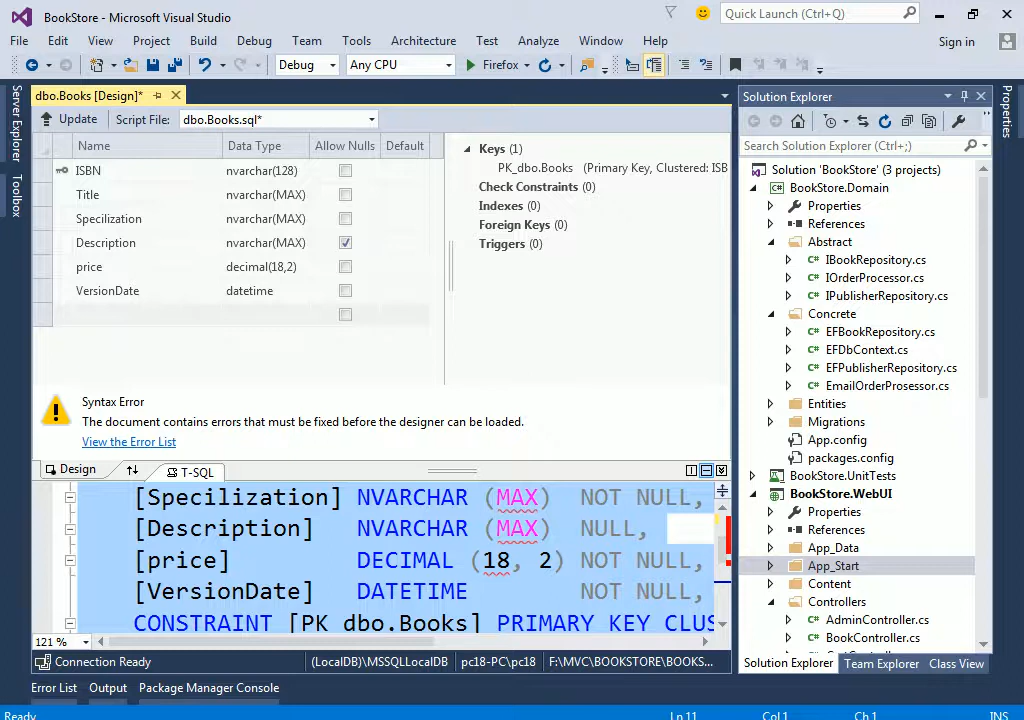 BookStore - Microsoft Visual Studio
Quick Launch (Ctrl+Q)
File Edit View Project Build Debug Team Tools Architecture Test Analyze Window Help Sign in
Debug Any CPU Firefox
Server Explorer
Toolbox
dbo.Books [Design]*
Update Script File: dbo.Books.sql*
Name Data Type Allow Nulls Default
ISBN nvarchar(128)
Title nvarchar(MAX)
Specilization nvarchar(MAX)
Description nvarchar(MAX)
price decimal(18,2)
VersionDate datetime
Keys (1)
PK_dbo.Books (Primary Key, Clustered: ISB
Check Constraints (0)
Indexes (0)
Foreign Keys (0)
Triggers (0)
Syntax Error
The document contains errors that must be fixed before the designer can be loaded.
View the Error List
Design T-SQL
[Specilization] NVARCHAR (MAX) NOT NULL,
[Description] NVARCHAR (MAX) NULL,
[price] DECIMAL (18, 2) NOT NULL,
[VersionDate] DATETIME NOT NULL,
CONSTRAINT [PK_dbo.Books] PRIMARY KEY CLUS
121 %
Connection Ready (LocalDB)\MSSQLLocalDB pc18-PC\pc18 F:\MVC\BOOKSTORE\BOOKS...
Solution Explorer
Search Solution Explorer (Ctrl+;)
Solution 'BookStore' (3 projects)
BookStore.Domain
Properties
References
Abstract
IBookRepository.cs
IOrderProcessor.cs
IPublisherRepository.cs
Concrete
EFBookRepository.cs
EFDbContext.cs
EFPublisherRepository.cs
EmailOrderProsessor.cs
Entities
Migrations
App.config
packages.config
BookStore.UnitTests
BookStore.WebUI
Properties
References
App_Data
App_Start
Content
Controllers
AdminController.cs
BookController.cs
Solution Explorer Team Explorer Class View
Properties
Error List Output Package Manager Console
Ready Ln 11 Col 1 Ch 1 INS